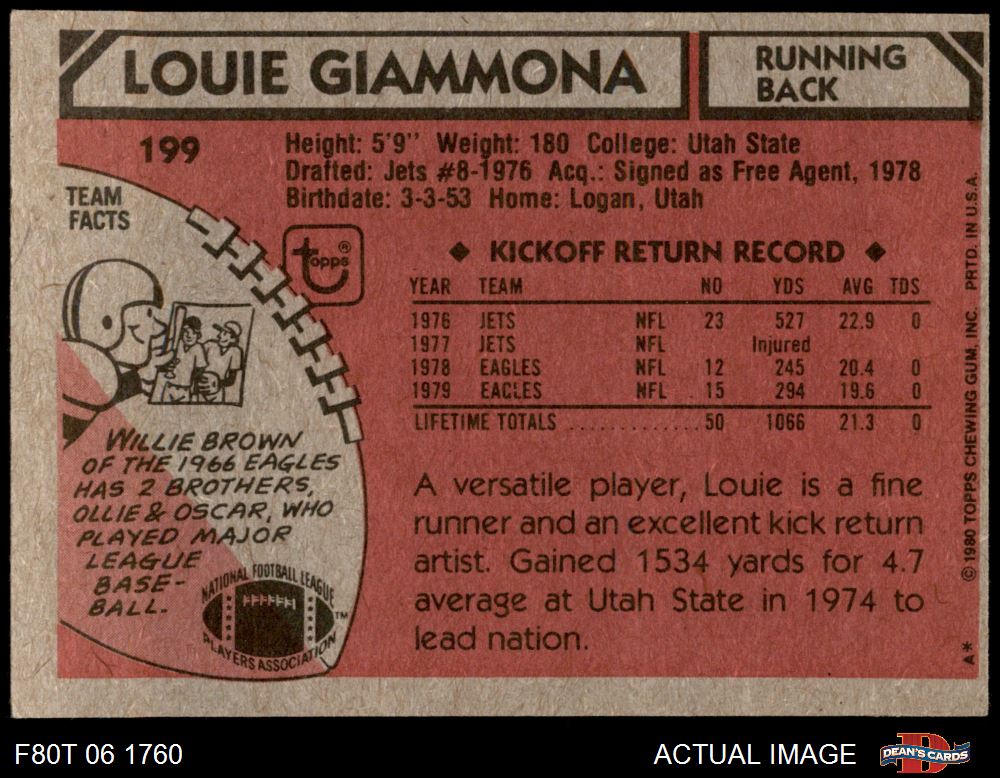 LOUIE GIAMMONA
RUNNING
BACK
199
Height: 5'9" Weight: 180 College: Utah State
Drafted: Jets #8-1976 Acq.: Signed as Free Agent, 1978
Birthdate: 3-3-53 Home: Logan, Utah
TEAM
FACTS
topps®
◆ KICKOFF RETURN RECORD ◆
YEAR TEAM NO YDS AVG TDS
1976 JETS NFL 23 527 22.9 0
1977 JETS NFL Injured
1978 EAGLES NFL 12 245 20.4 0
1979 EAGLES NFL 15 294 19.6 0
LIFETIME TOTALS ............. 50 1066 21.3 0
WILLIE BROWN
OF THE 1966 EAGLES
HAS 2 BROTHERS,
OLLIE & OSCAR, WHO
PLAYED MAJOR
LEAGUE
BASE-
BALL.
NATIONAL FOOTBALL LEAGUE
PLAYERS ASSOCIATION
TM
A versatile player, Louie is a fine
runner and an excellent kick return
artist. Gained 1534 yards for 4.7
average at Utah State in 1974 to
lead nation.
A* © 1980 TOPPS CHEWING GUM, INC. PRTD. IN U.S.A.
F80T 06 1760
ACTUAL IMAGE
DEAN'S CARDS